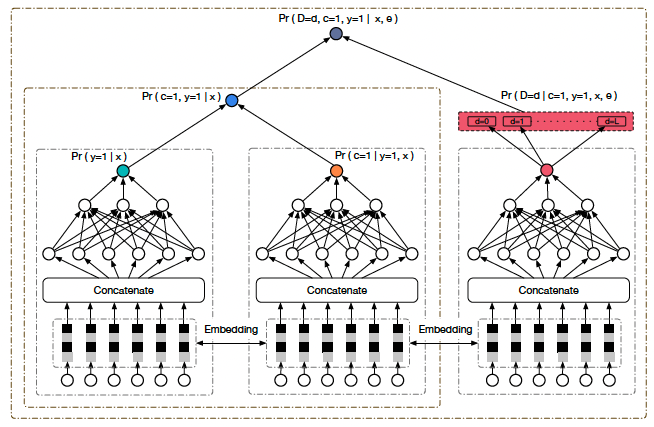 Pr ( D=d, c=1, y=1 | x, e )
Pr ( c=1, y=1 | x )
Pr ( D=d | c=1, y=1, x, e )
d=0 d=1 ·········· d=L
Pr ( y=1 | x )
Pr ( c=1 | y=1, x )
Concatenate
Concatenate
Concatenate
Embedding
Embedding